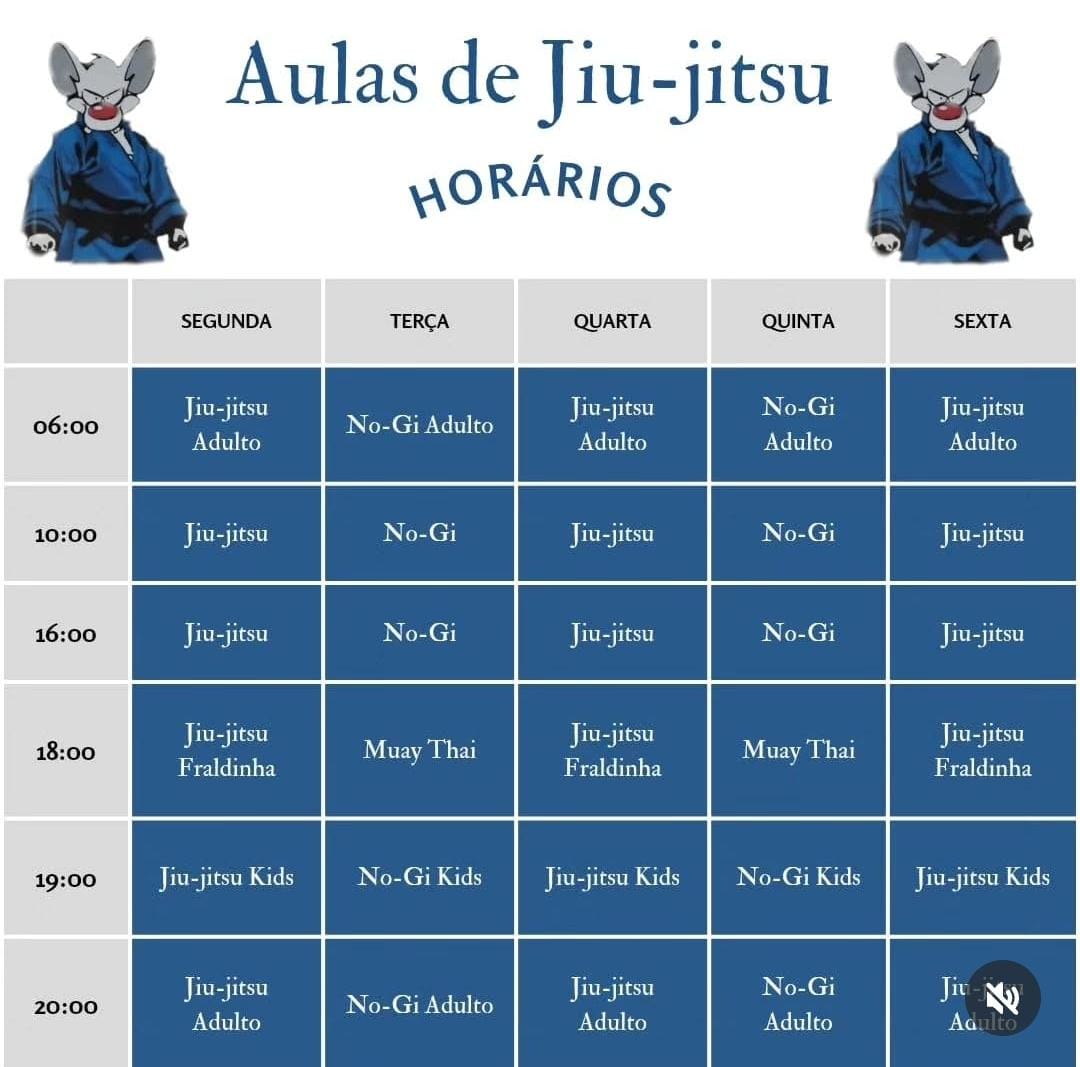 Aulas de Jiu-jitsu
HORÁRIOS
SEGUNDA TERÇA QUARTA QUINTA SEXTA
06:00 Jiu-jitsu Adulto No-Gi Adulto Jiu-jitsu Adulto No-Gi Adulto Jiu-jitsu Adulto
10:00 Jiu-jitsu No-Gi Jiu-jitsu No-Gi Jiu-jitsu
16:00 Jiu-jitsu No-Gi Jiu-jitsu No-Gi Jiu-jitsu
18:00 Jiu-jitsu Fraldinha Muay Thai Jiu-jitsu Fraldinha Muay Thai Jiu-jitsu Fraldinha
19:00 Jiu-jitsu Kids No-Gi Kids Jiu-jitsu Kids No-Gi Kids Jiu-jitsu Kids
20:00 Jiu-jitsu Adulto No-Gi Adulto Jiu-jitsu Adulto No-Gi Adulto Jiu-jitsu Adulto